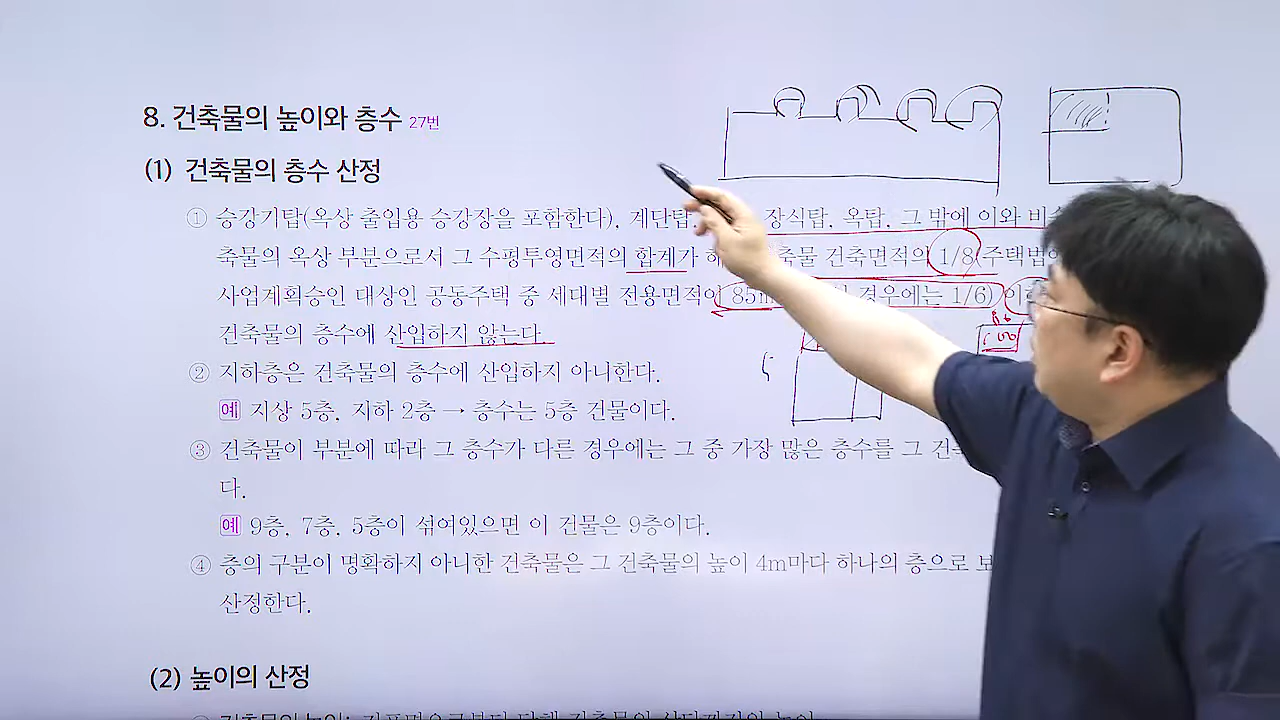 8. 건축물의 높이와 층수 27번
(1) 건축물의 층수 산정
① 승강기탑(옥상 출입용 승강장을 포함한다), 계단탑, 장식탑, 옥탑, 그 밖에 이와 비슷
축물의 옥상 부분으로서 그 수평투영면적의 합계가 해 축물 건축면적의 1/8 주택법
사업계획승인 대상인 공동주택 중 세대별 전용면적이 85m 경우에는 1/6) 이
건축물의 층수에 산입하지 않는다.
② 지하층은 건축물의 층수에 산입하지 아니한다.
예 지상 5층, 지하 2층 → 층수는 5층 건물이다.
③ 건축물이 부분에 따라 그 층수가 다른 경우에는 그 중 가장 많은 층수를 그 건축
다.
예 9층, 7층, 5층이 섞여있으면 이 건물은 9층이다.
④ 층의 구분이 명확하지 아니한 건축물은 그 건축물의 높이 4m마다 하나의 층으로 보
산정한다.
(2) 높이의 산정